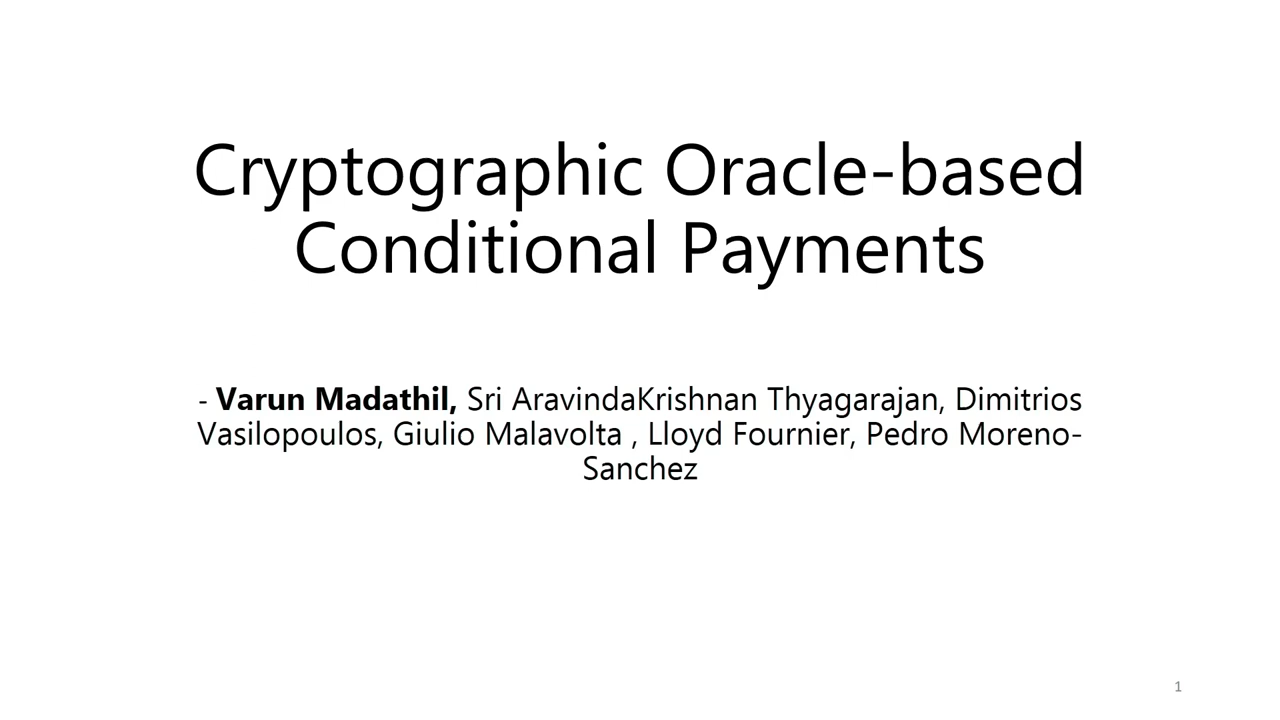 Cryptographic Oracle-based
Conditional Payments
- Varun Madathil, Sri AravindaKrishnan Thyagarajan, Dimitrios
Vasilopoulos, Giulio Malavolta , Lloyd Fournier, Pedro Moreno-
Sanchez
1